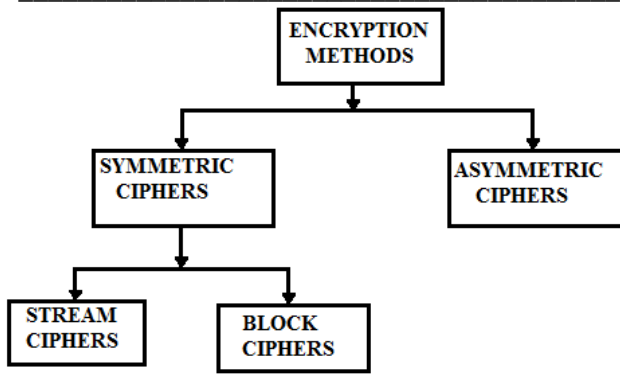 ENCRYPTION
METHODS
SYMMETRIC
CIPHERS
ASYMMETRIC
CIPHERS
STREAM
CIPHERS
BLOCK
CIPHERS